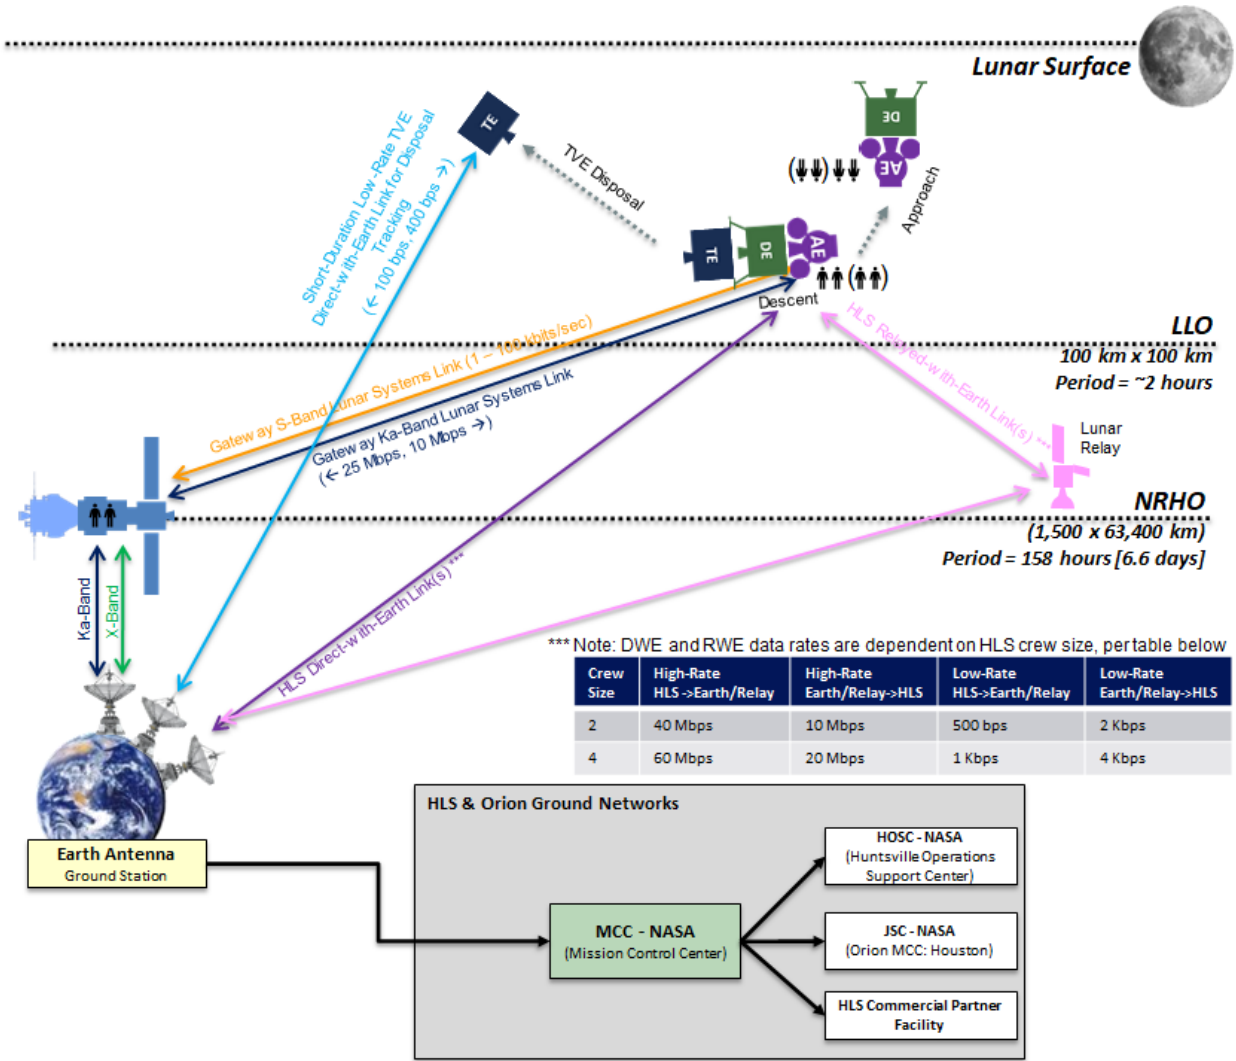 Lunar Surface
TE
DE
AE
Short-Duration Low-Rate TVE
Direct-with-Earth Link for Disposal
Tracking
(← 100 bps, 400 bps →)
TVE Disposal
Approach
TE
DE
AE
Descent
LLO
100 km x 100 km
Period = ~2 hours
Gateway S-Band Lunar Systems Link (1 – 100 kbits/sec)
Gateway Ka-Band Lunar Systems Link
(← 25 Mbps, 10 Mbps →)
HLS Relayed-with-Earth Link(s) ***
Lunar
Relay
NRHO
(1,500 x 63,400 km)
Period = 158 hours [6.6 days]
Ka-Band
X-Band
HLS Direct-with-Earth Link(s) ***
*** Note: DWE and RWE data rates are dependent on HLS crew size, per table below
Crew Size | High-Rate HLS ->Earth/Relay | High-Rate Earth/Relay->HLS | Low-Rate HLS->Earth/Relay | Low-Rate Earth/Relay->HLS
2 | 40 Mbps | 10 Mbps | 500 bps | 2 Kbps
4 | 60 Mbps | 20 Mbps | 1 Kbps | 4 Kbps
HLS & Orion Ground Networks
Earth Antenna
Ground Station
MCC - NASA
(Mission Control Center)
HOSC - NASA
(Huntsville Operations
Support Center)
JSC - NASA
(Orion MCC: Houston)
HLS Commercial Partner
Facility